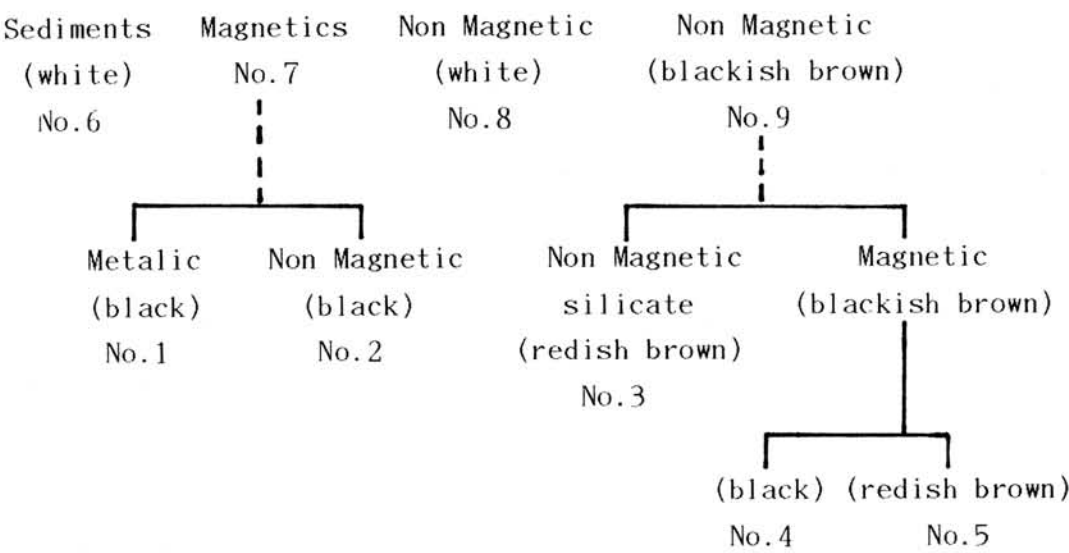 Sediments Magnetics Non Magnetic Non Magnetic
(white) No.7 (white) (blackish brown)
No.6 No.8 No.9
Metalic Non Magnetic Non Magnetic Magnetic
(black) (black) silicate (blackish brown)
No.1 No.2 (redish brown)
No.3
(black) (redish brown)
No.4 No.5